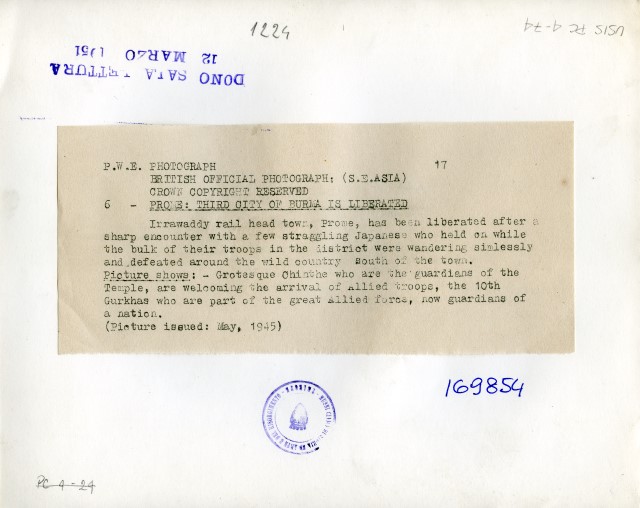 1224
USIS PC 4-74
DONO SALA LETTURA
12 MARZO 1951
P.W.E. PHOTOGRAPH 17
BRITISH OFFICIAL PHOTOGRAPH: (S.E.ASIA)
CROWN COPYRIGHT RESERVED
6 - PROME: THIRD CITY OF BURMA IS LIBERATED
Irrawaddy rail head town, Prome, has been liberated after a
sharp encounter with a few straggling Japanese who held on while
the bulk of their troops in the district were wandering aimlessly
and defeated around the wild country south of the town.
Picture shows: - Grotesque Chinthe who are the guardians of the
Temple, are welcoming the arrival of Allied troops, the 10th
Gurkhas who are part of the great Allied force, now guardians of
a nation.
(Picture issued: May, 1945)
169854
PC 4-24